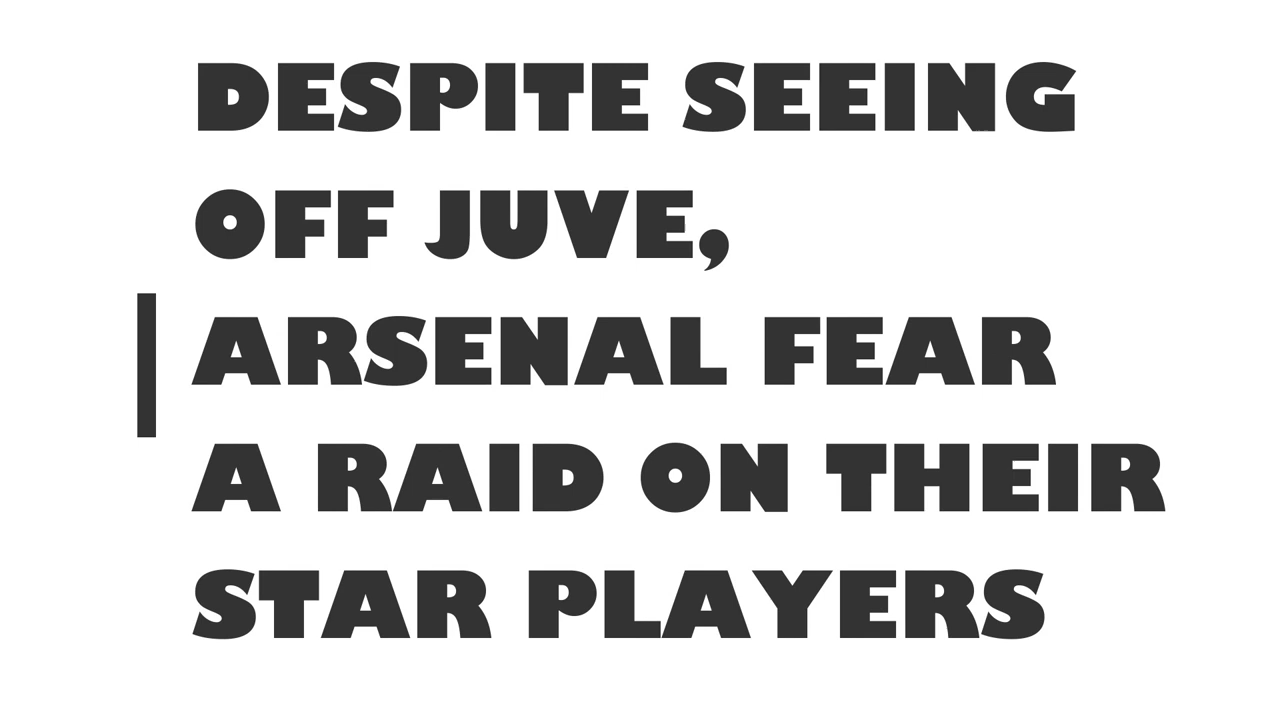 DESPITE SEEING
OFF JUVE,
ARSENAL FEAR
A RAID ON THEIR
STAR PLAYERS